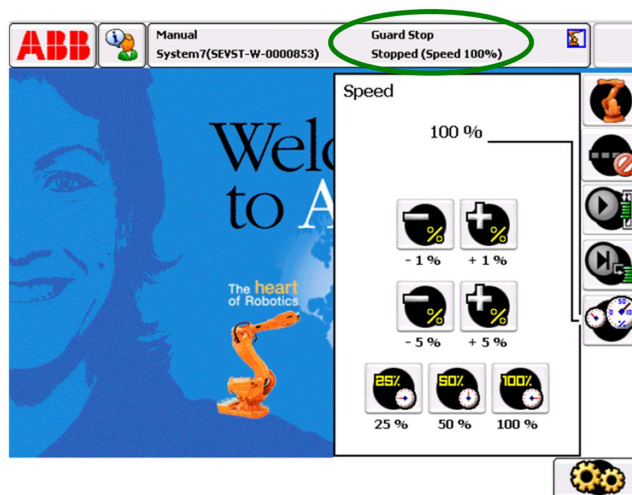 ABB
Manual
System7(SEVST-W-0000853)
Guard Stop
Stopped (Speed 100%)
Speed
100 %
Welc
to A
The heart
of Robotics
%
%
- 1 %
+ 1 %
%
%
- 5 %
+ 5 %
25%
50%
100%
25 %
50 %
100 %